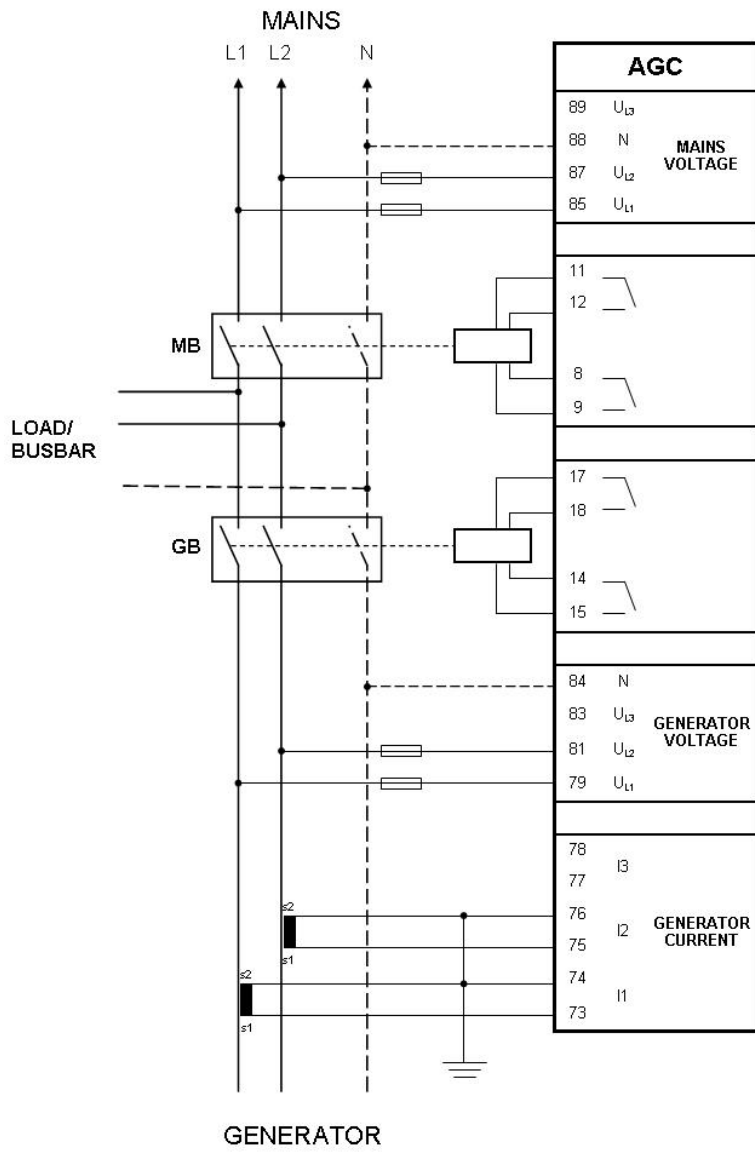 MAINS
L1 L2 N
AGC
89 UL3
88 N
MAINS
VOLTAGE
87 UL2
85 UL1
11
12
MB
8
9
LOAD/
BUSBAR
17
18
GB
14
15
84 N
83 UL3
GENERATOR
VOLTAGE
81 UL2
79 UL1
78
I3
77
s2
76
I2
GENERATOR
CURRENT
75
s1
s2
74
I1
73
s1
GENERATOR